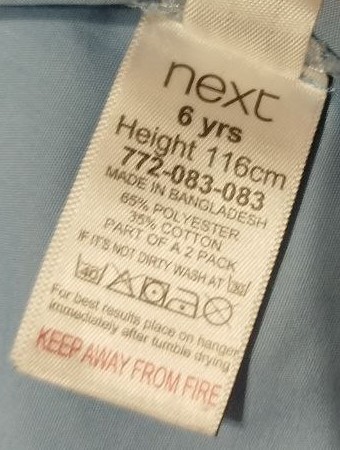 next
6 yrs
Height 116cm
772-083-083
MADE IN BANGLADESH
65% POLYESTER
35% COTTON
PART OF A 2 PACK
IF IT'S NOT DIRTY WASH AT 30
40
For best results place on hanger
immediately after tumble drying
KEEP AWAY FROM FIRE